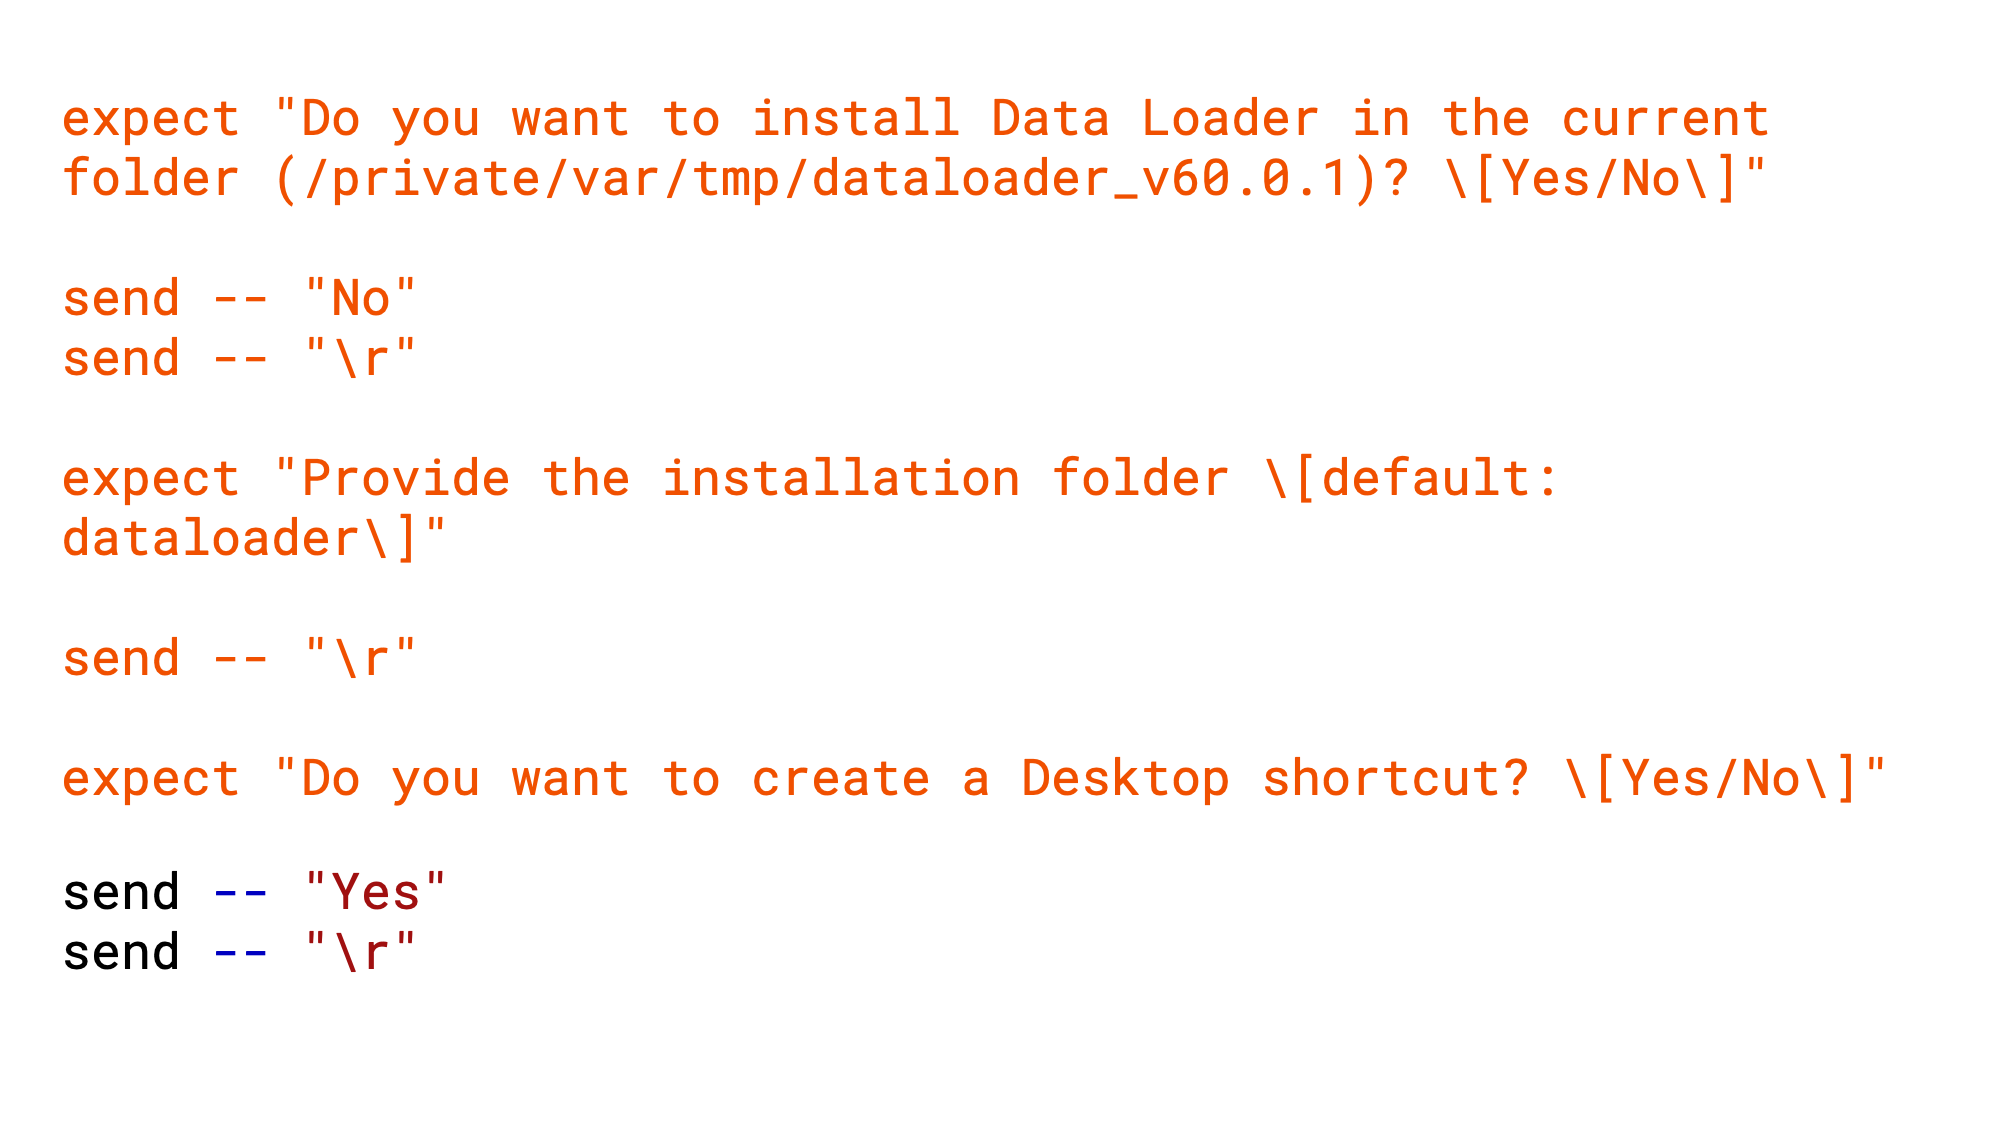 expect "Do you want to install Data Loader in the current
folder (/private/var/tmp/dataloader_v60.0.1)? \[Yes/No\]"
send -- "No"
send -- "\r"
expect "Provide the installation folder \[default:
dataloader\]"
send -- "\r"
expect "Do you want to create a Desktop shortcut? \[Yes/No\]"
send -- "Yes"
send -- "\r"